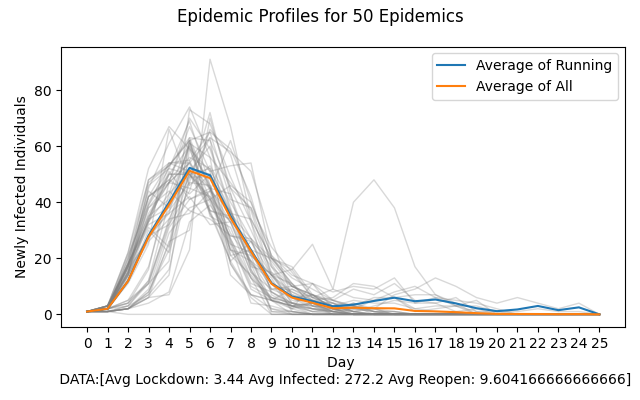 Epidemic Profiles for 50 Epidemics
Average of Running
Average of All
Newly Infected Individuals
80
60
40
20
0
0 1 2 3 4 5 6 7 8 9 10 11 12 13 14 15 16 17 18 19 20 21 22 23 24 25
Day
DATA:[Avg Lockdown: 3.44 Avg Infected: 272.2 Avg Reopen: 9.604166666666666]